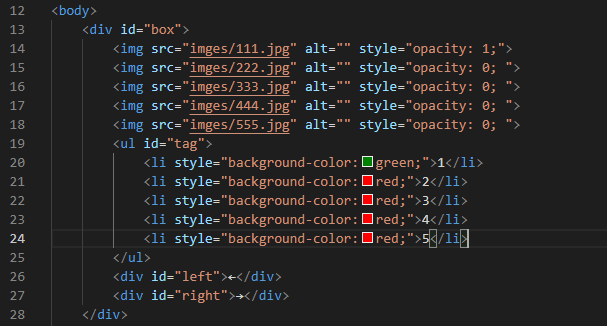 12 <body>
13 <div id="box">
14 <img src="imges/111.jpg" alt="" style="opacity: 1;">
15 <img src="imges/222.jpg" alt="" style="opacity: 0; ">
16 <img src="imges/333.jpg" alt="" style="opacity: 0; ">
17 <img src="imges/444.jpg" alt="" style="opacity: 0; ">
18 <img src="imges/555.jpg" alt="" style="opacity: 0; ">
19 <ul id="tag">
20 <li style="background-color:green;">1</li>
21 <li style="background-color:red;">2</li>
22 <li style="background-color:red;">3</li>
23 <li style="background-color:red;">4</li>
24 <li style="background-color:red;">5</li>
25 </ul>
26 <div id="left">←</div>
27 <div id="right">→</div>
28 </div>